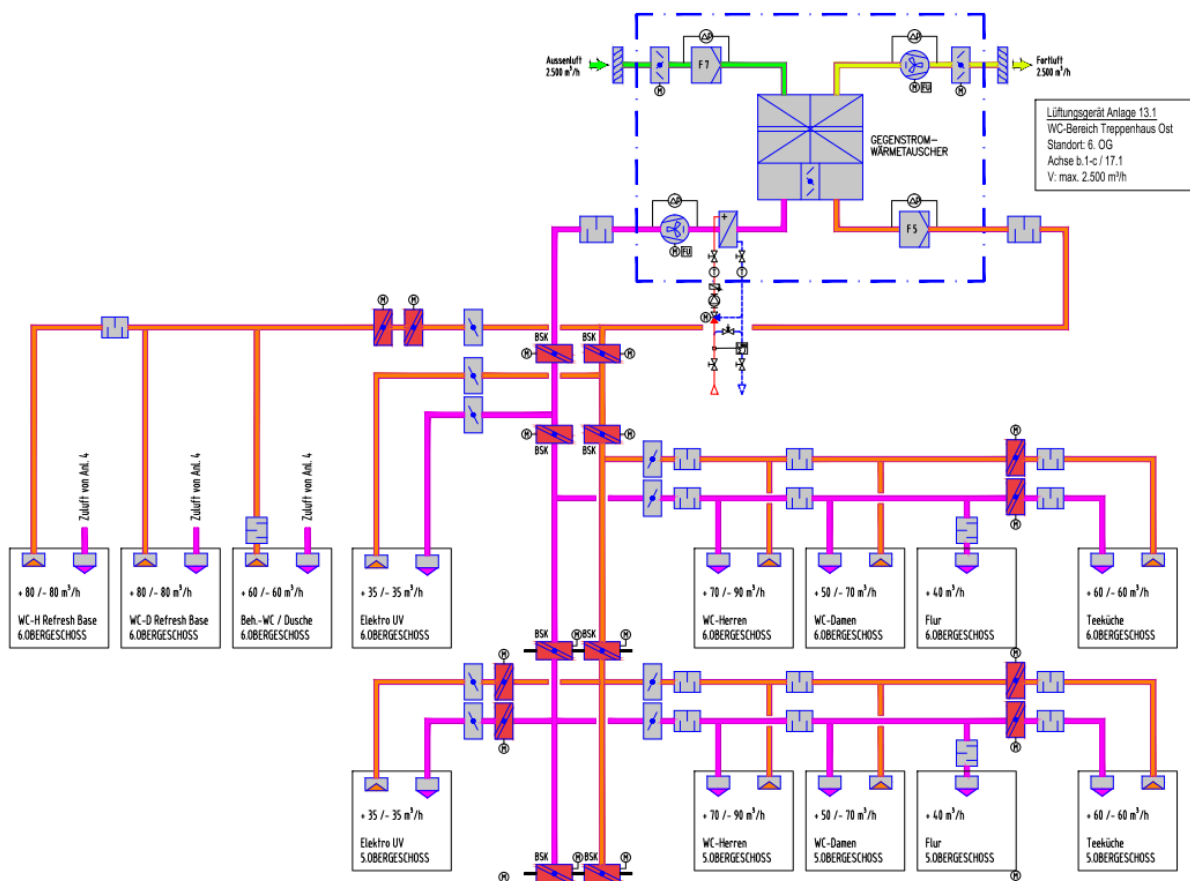 Aussenluft
2.500 m³/h
F 7
ΔP
ΔP
M
M
FU
M
Fortluft
2.500 m³/h
Lüftungsgerät Anlage 13.1
WC-Bereich Treppenhaus Ost
Standort: 6. OG
Achse b.1-c / 17.1
V: max. 2.500 m³/h
GEGENSTROM-
WÄRMETAUSCHER
ΔP
M
FU
+
ΔP
F 5
M
M
M
BSK
BSK
M
M
M
BSK
BSK
M
M
M
Zuluft von Anl. 4
Zuluft von Anl. 4
Zuluft von Anl. 4
M
+ 80 /- 80 m³/h
WC-H Refresh Base
6.OBERGESCHOSS
+ 80 /- 80 m³/h
WC-D Refresh Base
6.OBERGESCHOSS
+ 60 /- 60 m³/h
Beh.-WC / Dusche
6.OBERGESCHOSS
+ 35 /- 35 m³/h
Elektro UV
6.OBERGESCHOSS
+ 70 /- 90 m³/h
WC-Herren
6.OBERGESCHOSS
+ 50 /- 70 m³/h
WC-Damen
6.OBERGESCHOSS
+ 40 m³/h
Flur
6.OBERGESCHOSS
+ 60 /- 60 m³/h
Teeküche
6.OBERGESCHOSS
BSK
M
BSK
M
M
M
M
M
+ 35 /- 35 m³/h
Elektro UV
5.OBERGESCHOSS
+ 70 /- 90 m³/h
WC-Herren
5.OBERGESCHOSS
+ 50 /- 70 m³/h
WC-Damen
5.OBERGESCHOSS
+ 40 m³/h
Flur
5.OBERGESCHOSS
+ 60 /- 60 m³/h
Teeküche
5.OBERGESCHOSS
BSK
M
BSK
M
M
M